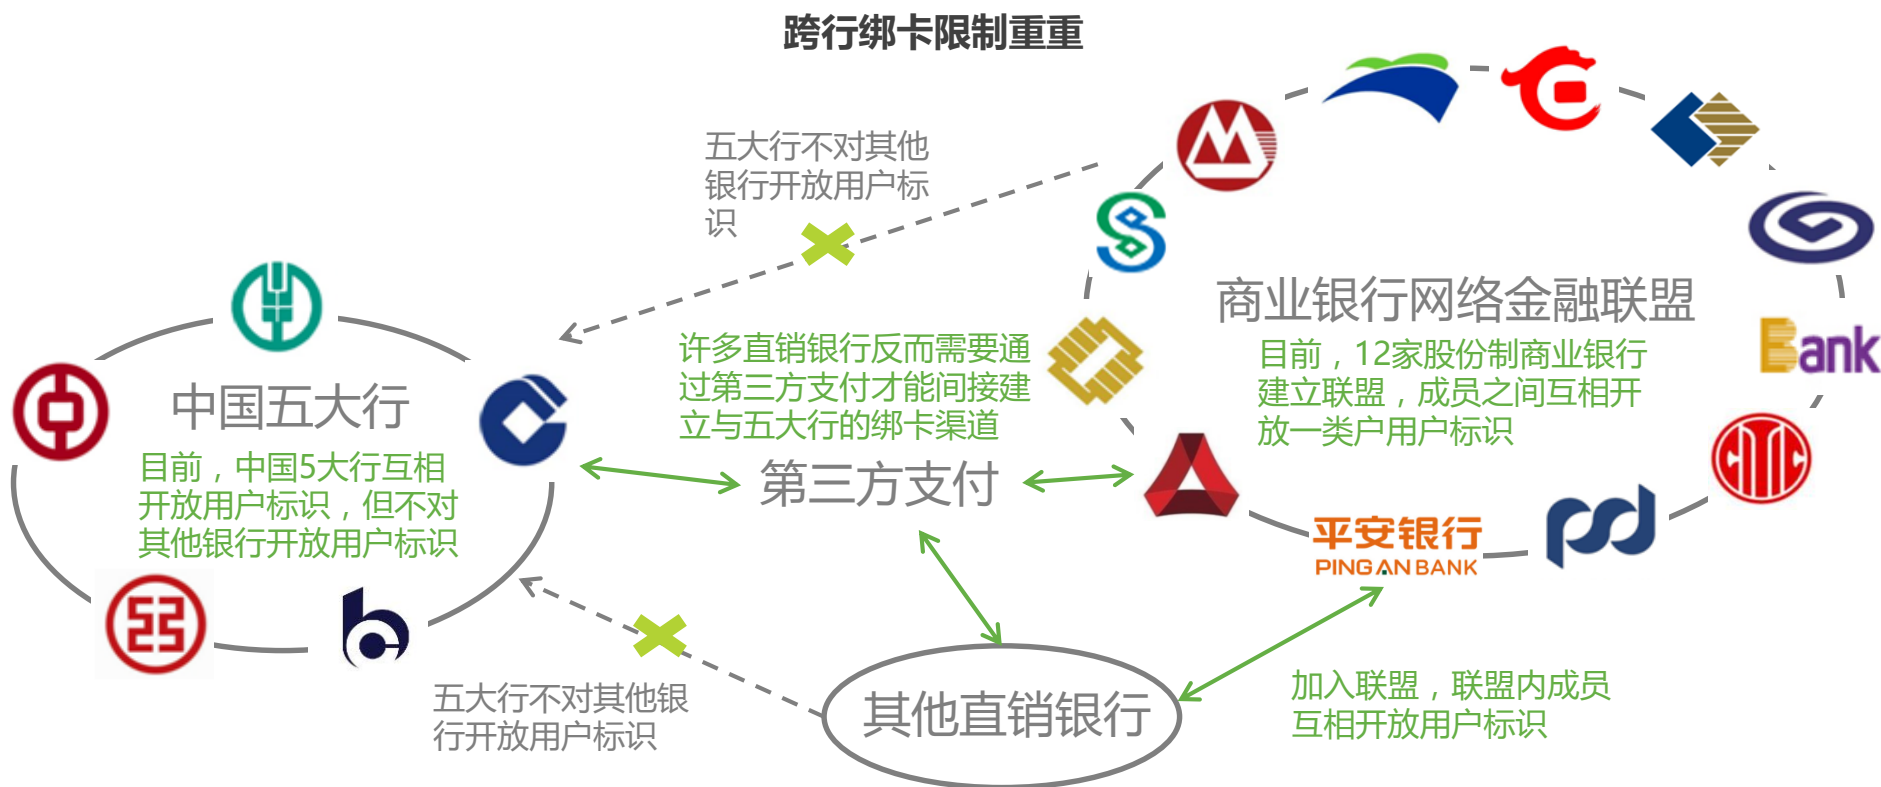 跨行绑卡限制重重
五大行不对其他
银行开放用户标
识
商业银行网络金融联盟
目前，12家股份制商业银行
建立联盟，成员之间互相开
放一类户用户标识
Bank
许多直销银行反而需要通
过第三方支付才能间接建
立与五大行的绑卡渠道
第三方支付
中国五大行
目前，中国5大行互相
开放用户标识，但不对
其他银行开放用户标识
CITIC
平安银行
PING AN BANK
五大行不对其他银
行开放用户标识
其他直销银行
加入联盟，联盟内成员
互相开放用户标识